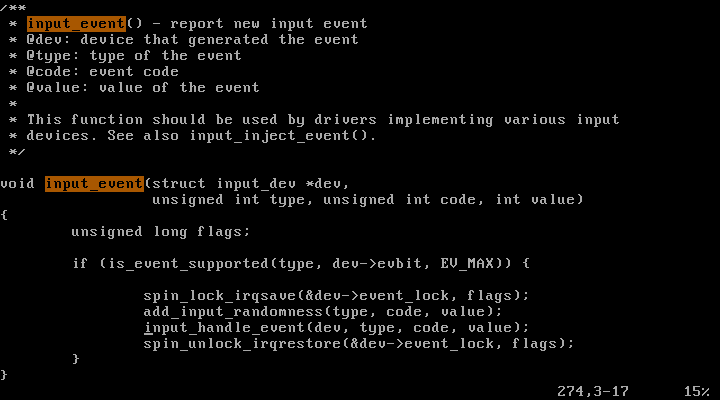 /**
 * input_event() - report new input event
 * @dev: device that generated the event
 * @type: type of the event
 * @code: event code
 * @value: value of the event
 *
 * This function should be used by drivers implementing various input
 * devices. See also input_inject_event().
 */
void input_event(struct input_dev *dev,
                 unsigned int type, unsigned int code, int value)
{
        unsigned long flags;
        if (is_event_supported(type, dev->evbit, EV_MAX)) {
                spin_lock_irqsave(&dev->event_lock, flags);
                add_input_randomness(type, code, value);
                input_handle_event(dev, type, code, value);
                spin_unlock_irqrestore(&dev->event_lock, flags);
        }
}
274,3-17 15%